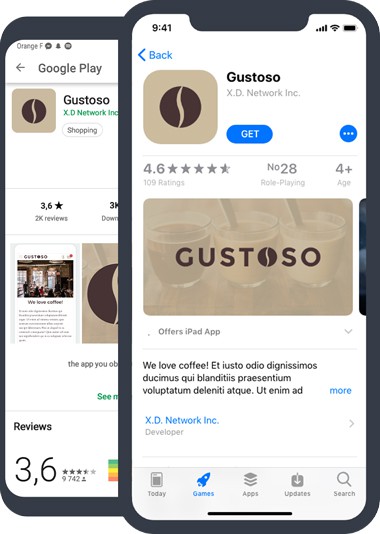 Orange F
Google Play
Gustoso
X.D. Network Inc
Shopping
3,6 ★
2K reviews
3K
Down
GUSTOSO
We love coffee!
the app you ob
See m
Reviews
3,6
9 742
9:41
Back
Gustoso
X.D. Network Inc.
GET
4.6 ★★★★★
109 Ratings
No28
Role-Playing
4+
Age
GUSTOSO
Offers iPad App
We love coffee! Et iusto odio dignissimos
ducimus qui blanditiis praesentium
voluptatum deleniti atque. Ut enim ad more
X.D. Network Inc.
Developer
Today
Games
Apps
Updates
Search